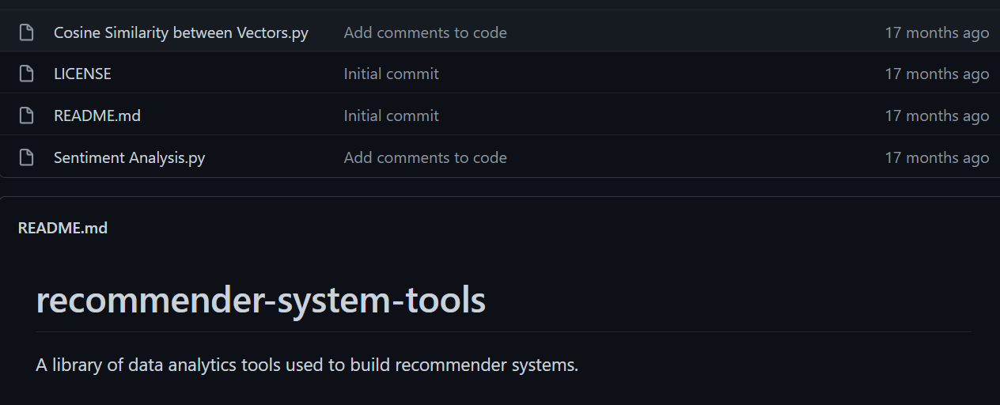 Cosine Similarity between Vectors.py Add comments to code 17 months ago
LICENSE Initial commit 17 months ago
README.md Initial commit 17 months ago
Sentiment Analysis.py Add comments to code 17 months ago
README.md
recommender-system-tools
A library of data analytics tools used to build recommender systems.